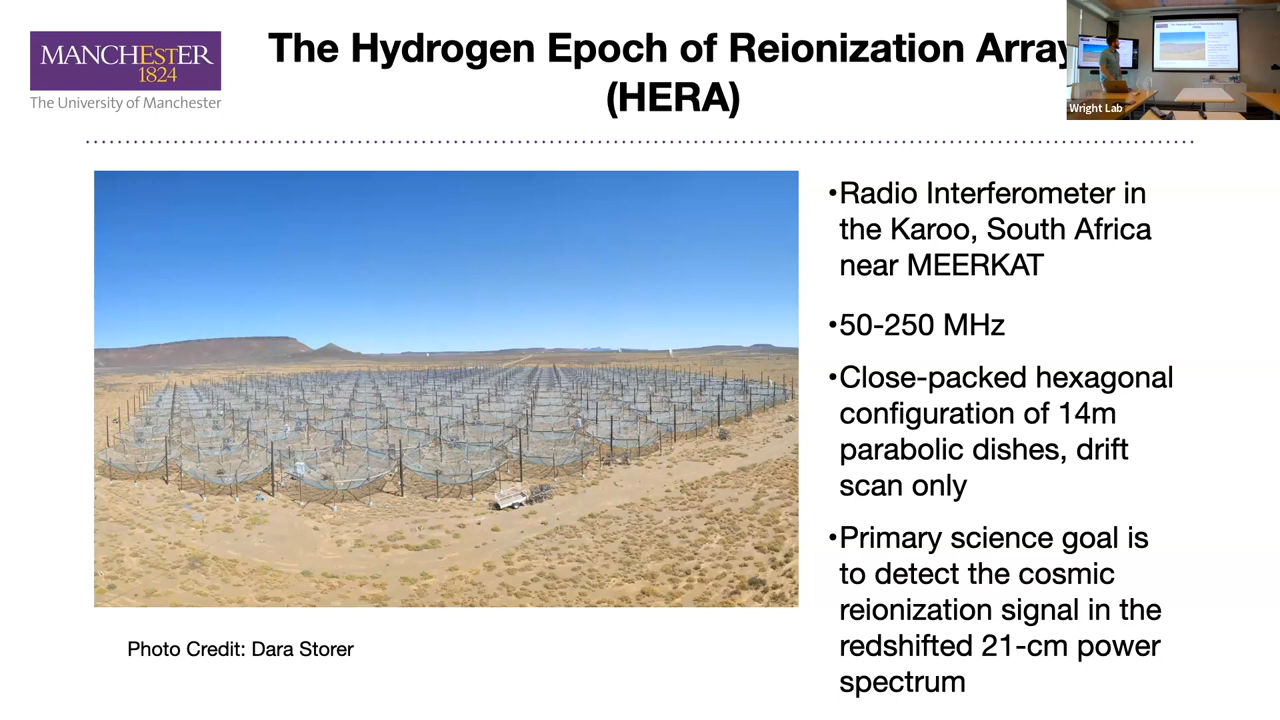 MANCHESTER
1824
The University of Manchester
The Hydrogen Epoch of Reionization Array
(HERA)
Wright Lab
•Radio Interferometer in
the Karoo, South Africa
near MEERKAT
•50-250 MHz
•Close-packed hexagonal
configuration of 14m
parabolic dishes, drift
scan only
•Primary science goal is
to detect the cosmic
reionization signal in the
redshifted 21-cm power
spectrum
Photo Credit: Dara Storer